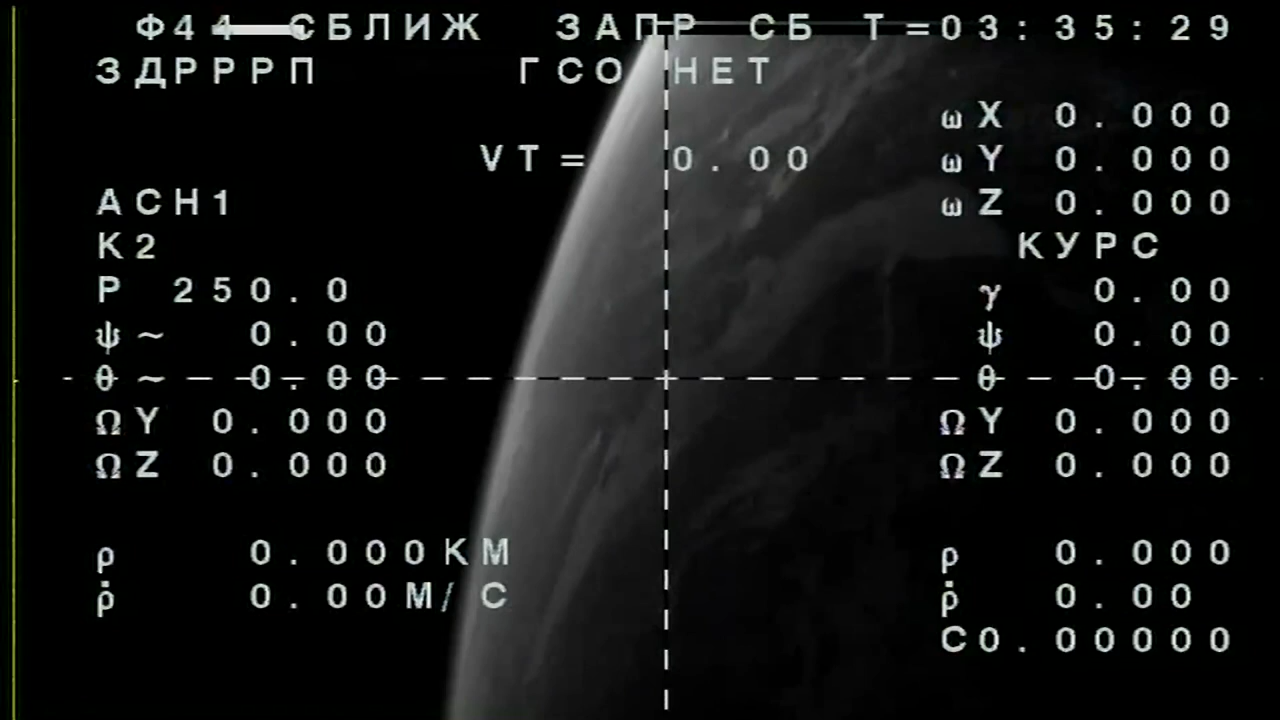 Ф44 СБЛИЖ ЗАПР СБ Т=03:35:29
ЗДРРРП ГСО НЕТ
ωX 0.000
VT= 0.00 ωY 0.000
АСН1 ωZ 0.000
К2 КУРС
Р 250.0 γ 0.00
ψ~ 0.00 ψ 0.00
θ~ 0.00 θ 0.00
ΩY 0.000 ΩY 0.000
ΩZ 0.000 ΩZ 0.000
ρ 0.000КМ ρ 0.000
ρ̇ 0.00М/С ρ̇ 0.00
С0.00000